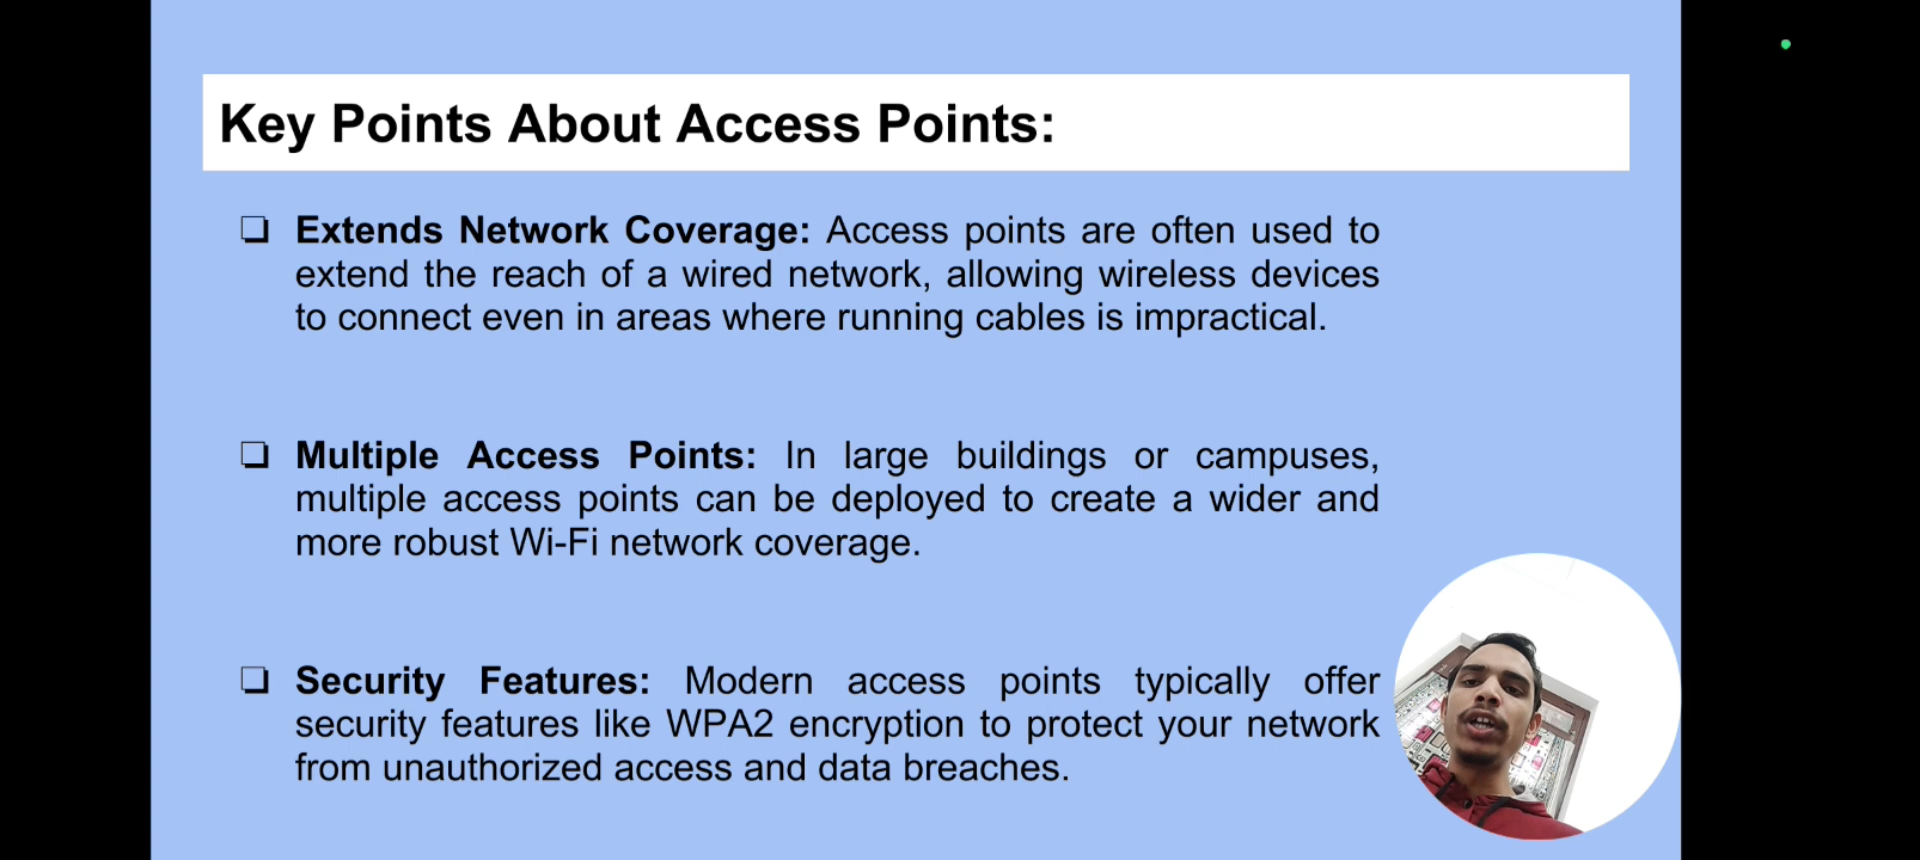 Key Points About Access Points:
❏ Extends Network Coverage: Access points are often used to
extend the reach of a wired network, allowing wireless devices
to connect even in areas where running cables is impractical.
❏ Multiple Access Points: In large buildings or campuses,
multiple access points can be deployed to create a wider and
more robust Wi-Fi network coverage.
❏ Security Features: Modern access points typically offer
security features like WPA2 encryption to protect your network
from unauthorized access and data breaches.